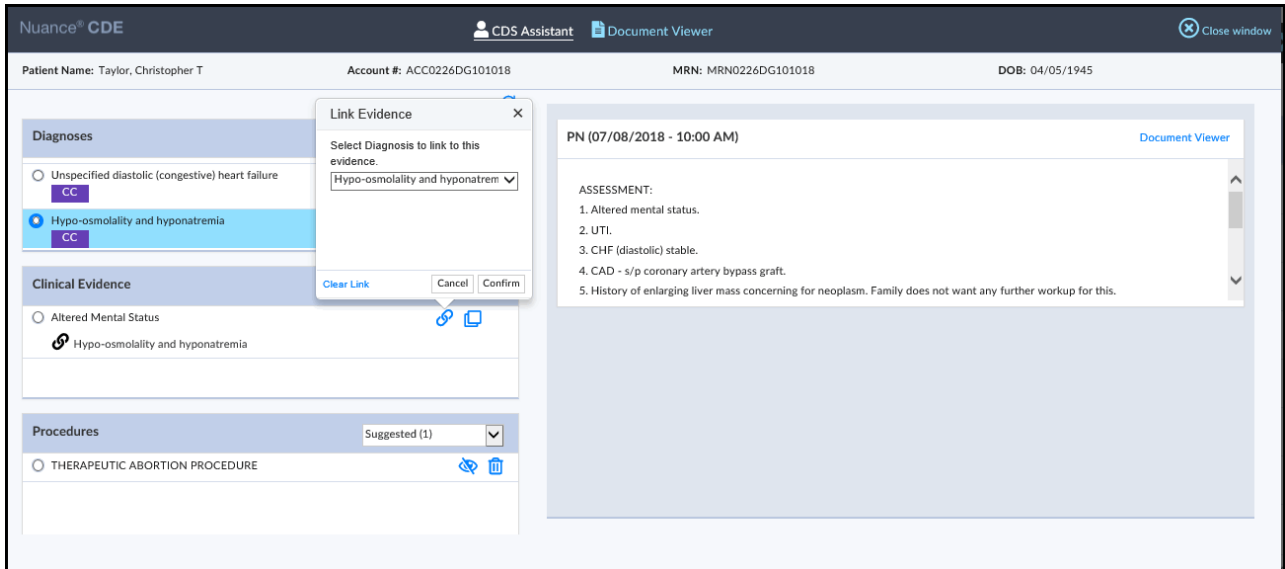 Nuance® CDE
CDS Assistant
Document Viewer
Close window
Patient Name: Taylor, Christopher T
Account #: ACC0226DG101018
MRN: MRN0226DG101018
DOB: 04/05/1945
Diagnoses
Unspecified diastolic (congestive) heart failure
CC
Hypo-osmolality and hyponatremia
CC
Link Evidence
Select Diagnosis to link to this
evidence.
Hypo-osmolality and hyponatrem
Clear Link
Cancel
Confirm
Clinical Evidence
Altered Mental Status
Hypo-osmolality and hyponatremia
Procedures
Suggested (1)
THERAPEUTIC ABORTION PROCEDURE
PN (07/08/2018 - 10:00 AM)
Document Viewer
ASSESSMENT:
1. Altered mental status.
2. UTI.
3. CHF (diastolic) stable.
4. CAD - s/p coronary artery bypass graft.
5. History of enlarging liver mass concerning for neoplasm. Family does not want any further workup for this.